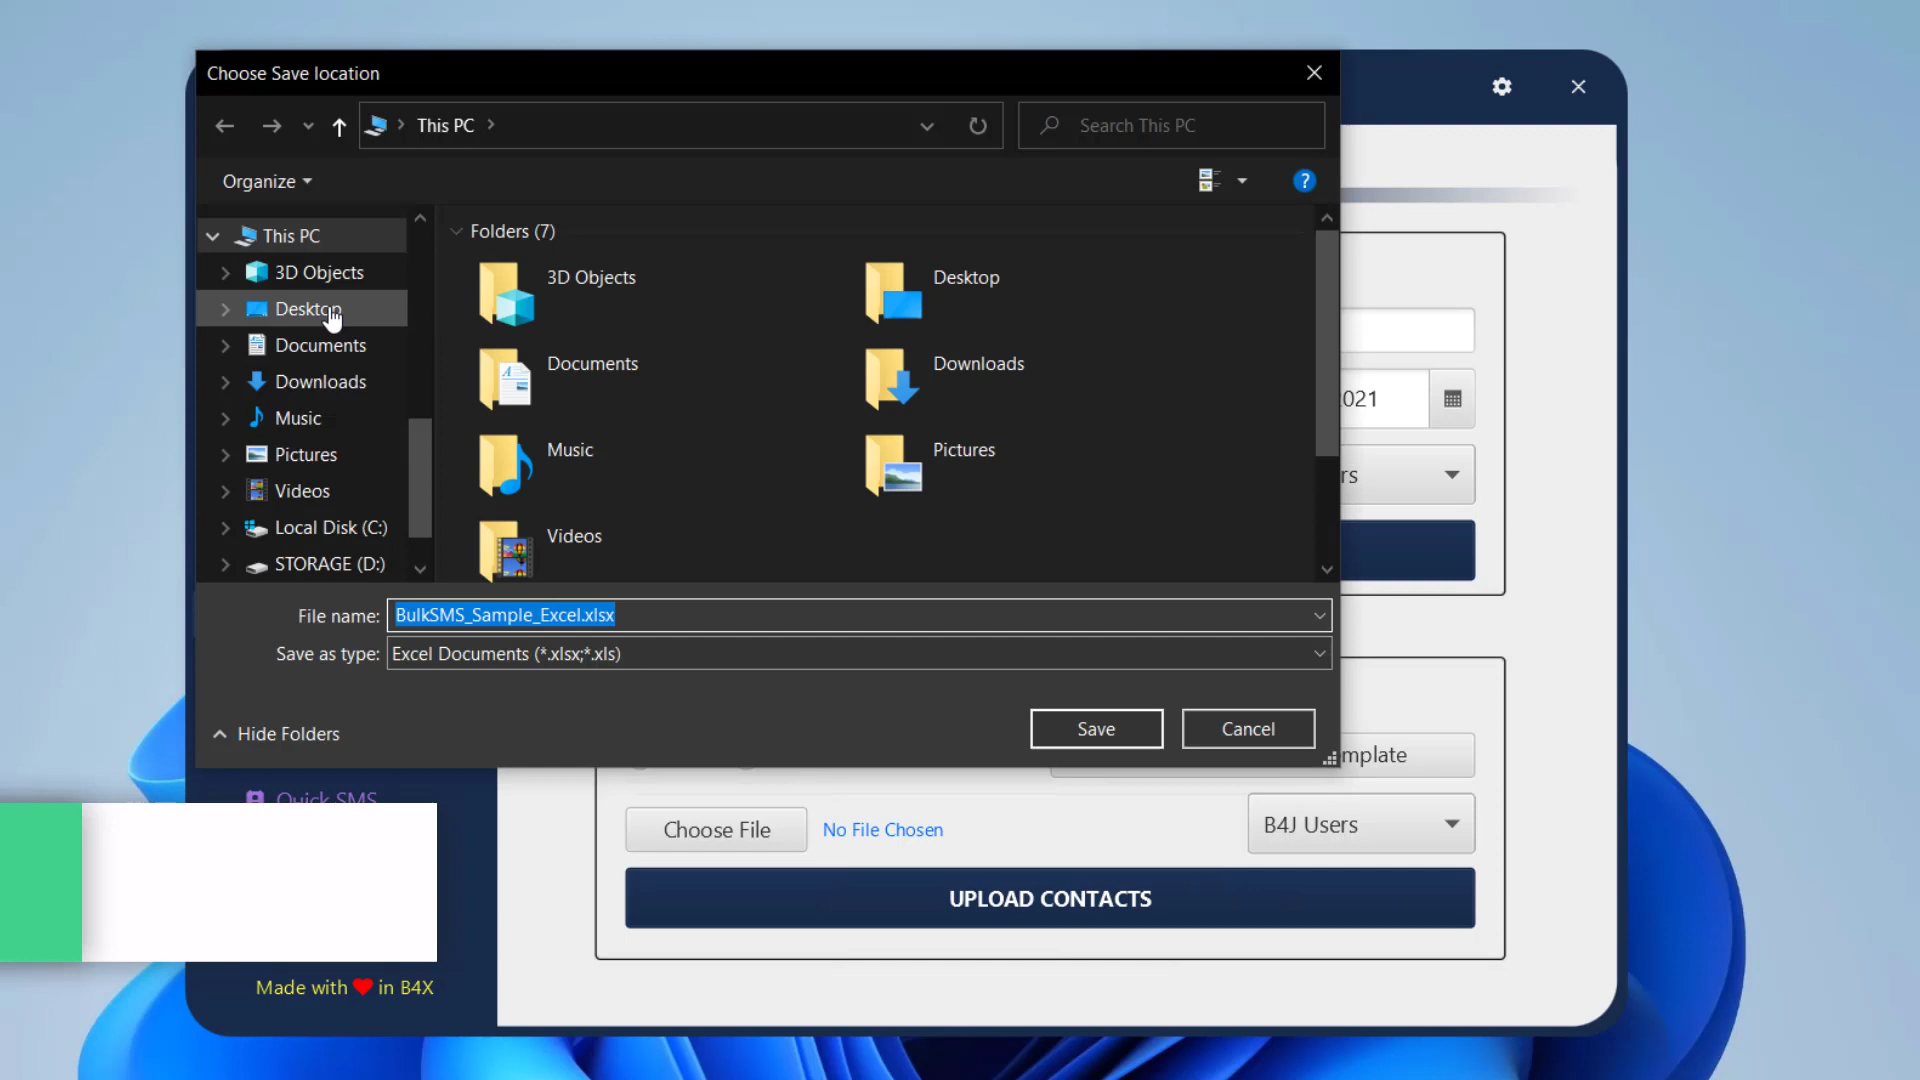 Choose Save location
This PC
Search This PC
Organize
?
This PC
3D Objects
Desktop
Documents
Downloads
Music
Pictures
Videos
Local Disk (C:)
STORAGE (D:)
Folders (7)
3D Objects
Desktop
Documents
Downloads
Music
Pictures
Videos
021
rs
File name: BulkSMS_Sample_Excel.xlsx
Save as type: Excel Documents (*.xlsx;*.xls)
Hide Folders
Save
Cancel
mplate
Quick SMS
Choose File
No File Chosen
B4J Users
UPLOAD CONTACTS
Made with ❤ in B4X